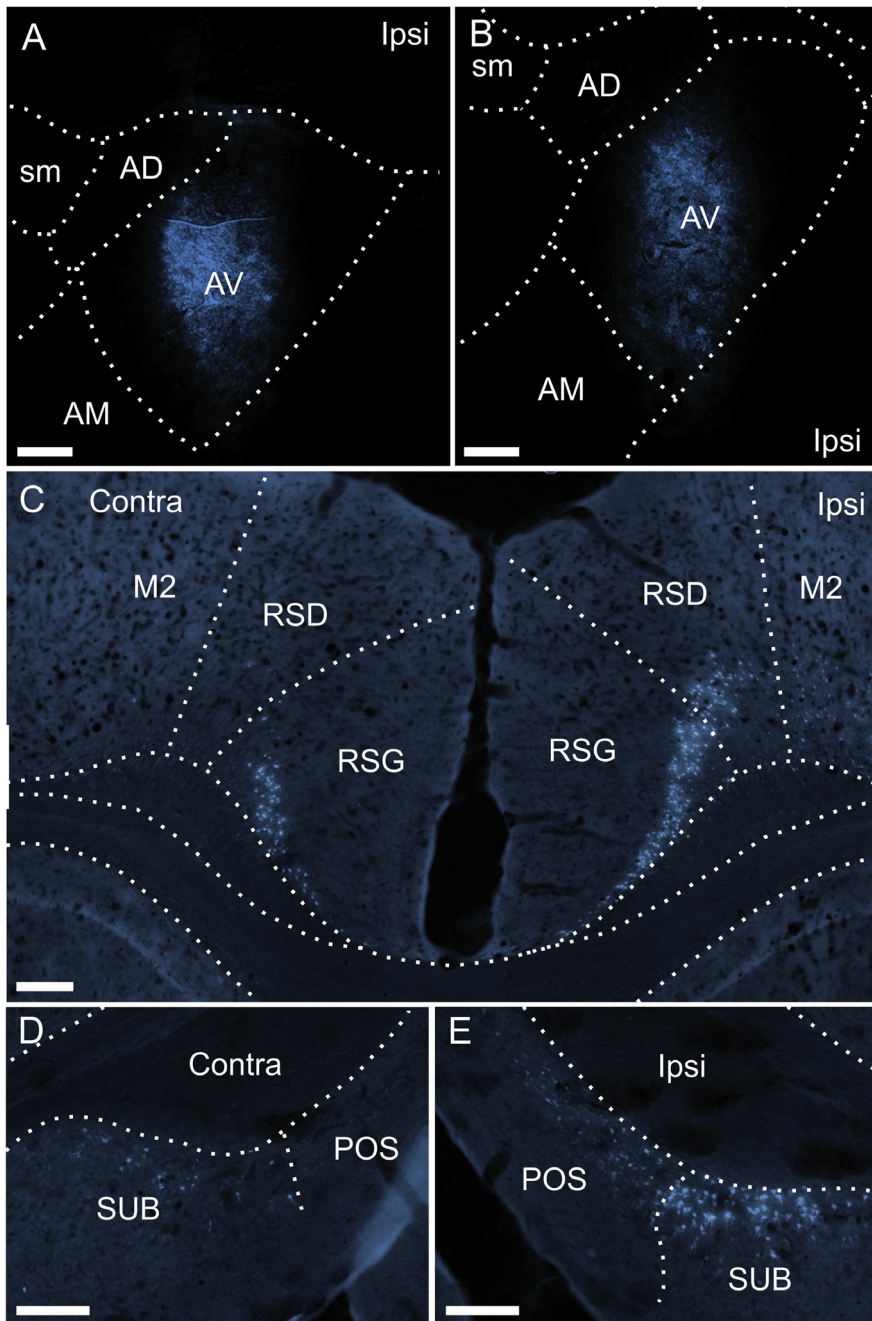 A
Ipsi
sm
AD
AV
AM
B
sm
AD
AV
AM
Ipsi
C
Contra
Ipsi
M2
RSD
RSD
M2
RSG
RSG
D
Contra
POS
SUB
E
Ipsi
POS
SUB